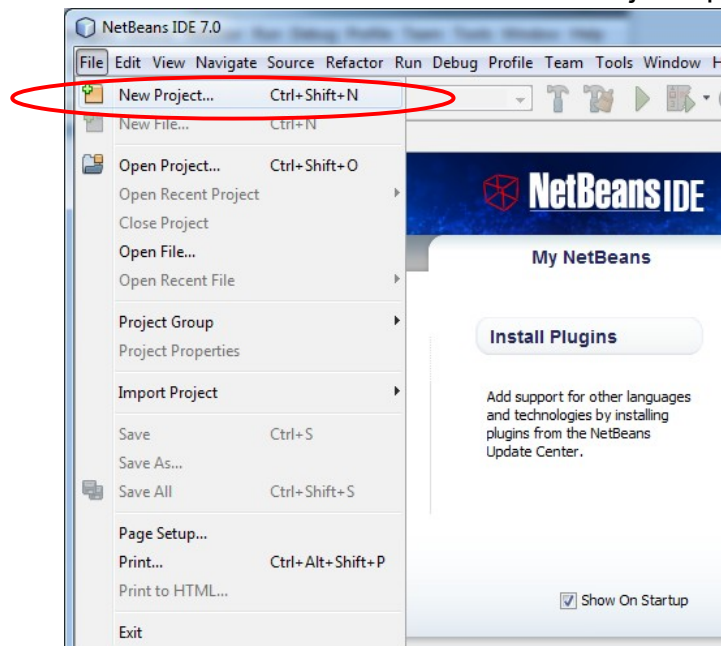 NetBeans IDE 7.0
File Edit View Navigate Source Refactor Run Debug Profile Team Tools Window H
New Project... Ctrl+Shift+N
New File... Ctrl+N
Open Project... Ctrl+Shift+O
Open Recent Project
Close Project
Open File...
Open Recent File
Project Group
Project Properties
Import Project
Save Ctrl+S
Save As...
Save All Ctrl+Shift+S
Page Setup...
Print... Ctrl+Alt+Shift+P
Print to HTML...
Exit
NetBeans IDE
My NetBeans
Install Plugins
Add support for other languages
and technologies by installing
plugins from the NetBeans
Update Center.
Show On Startup